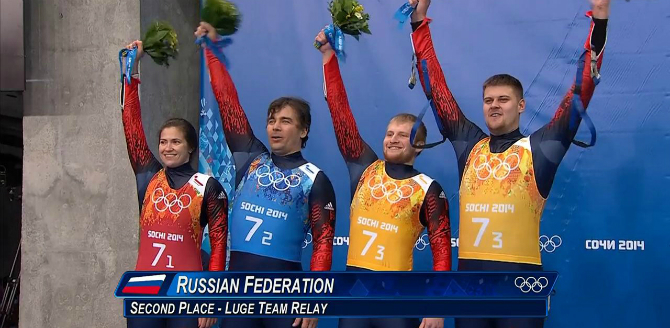 SOCHI 2014
7 1
SOCHI 2014
7 2
SOCHI 2014
7 3
SOCHI 2014
7 3
СОЧИ 2014
RUSSIAN FEDERATION
SECOND PLACE - LUGE TEAM RELAY